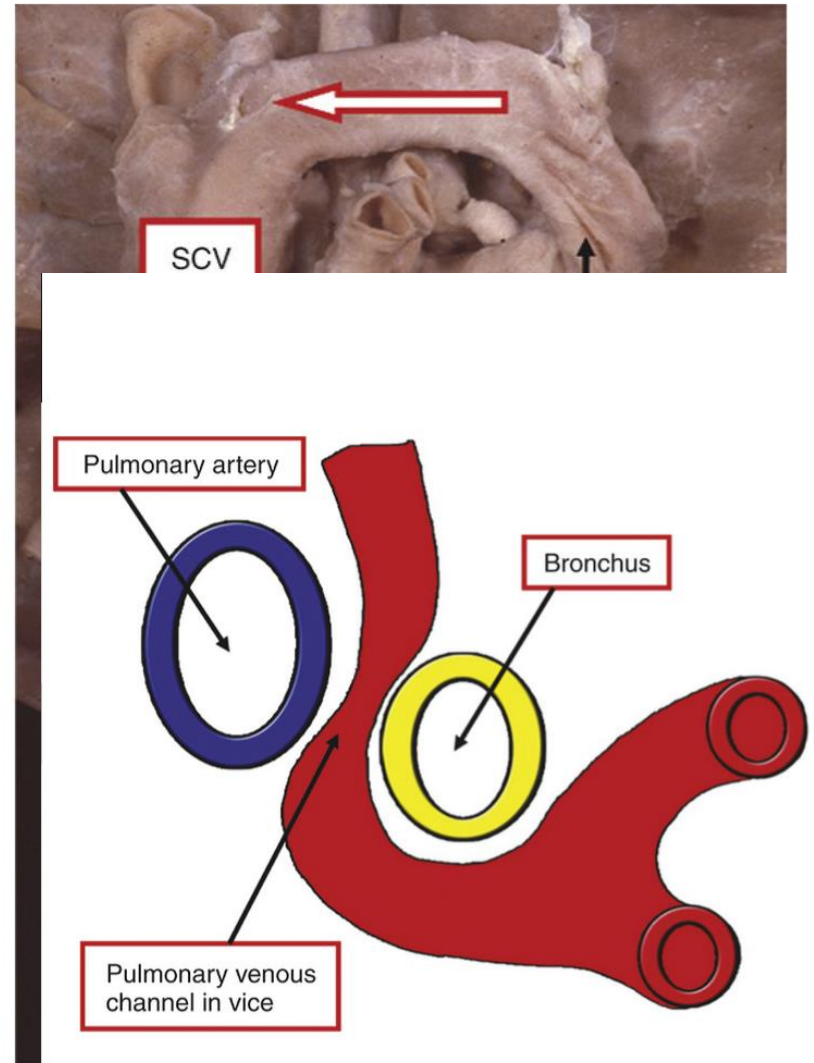 SCV
Pulmonary artery
Bronchus
Pulmonary venous
channel in vice